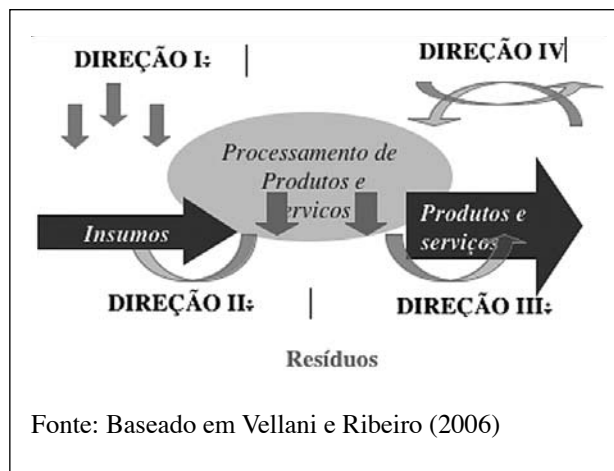 DIREÇÃO I:
DIREÇÃO IV
Processamento de
Produtos e
serviços
Insumos
Produtos e
serviços
DIREÇÃO II:
DIREÇÃO III:
Resíduos
Fonte: Baseado em Vellani e Ribeiro (2006)